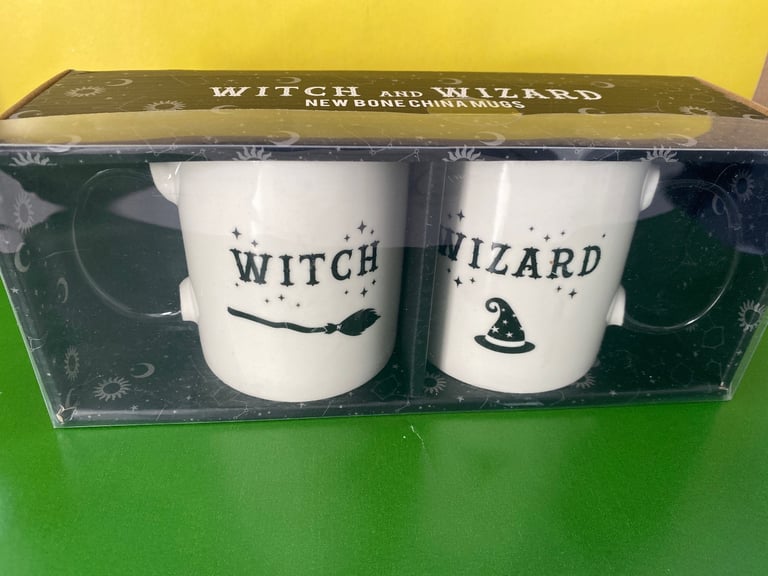 WITCH AND WIZARD
NEW BONE CHINA MUGS
WITCH
WIZARD